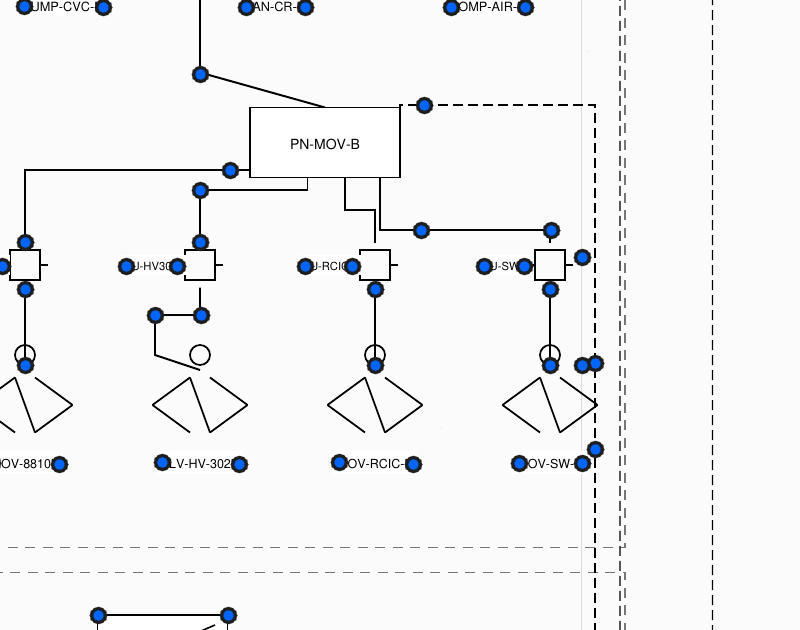 UMP-CVC-
AN-CR-
OMP-AIR-
PN-MOV-B
U-HV30
U-RCIC
U-SW
OV-8810
LV-HV-302
OV-RCIC-
OV-SW-